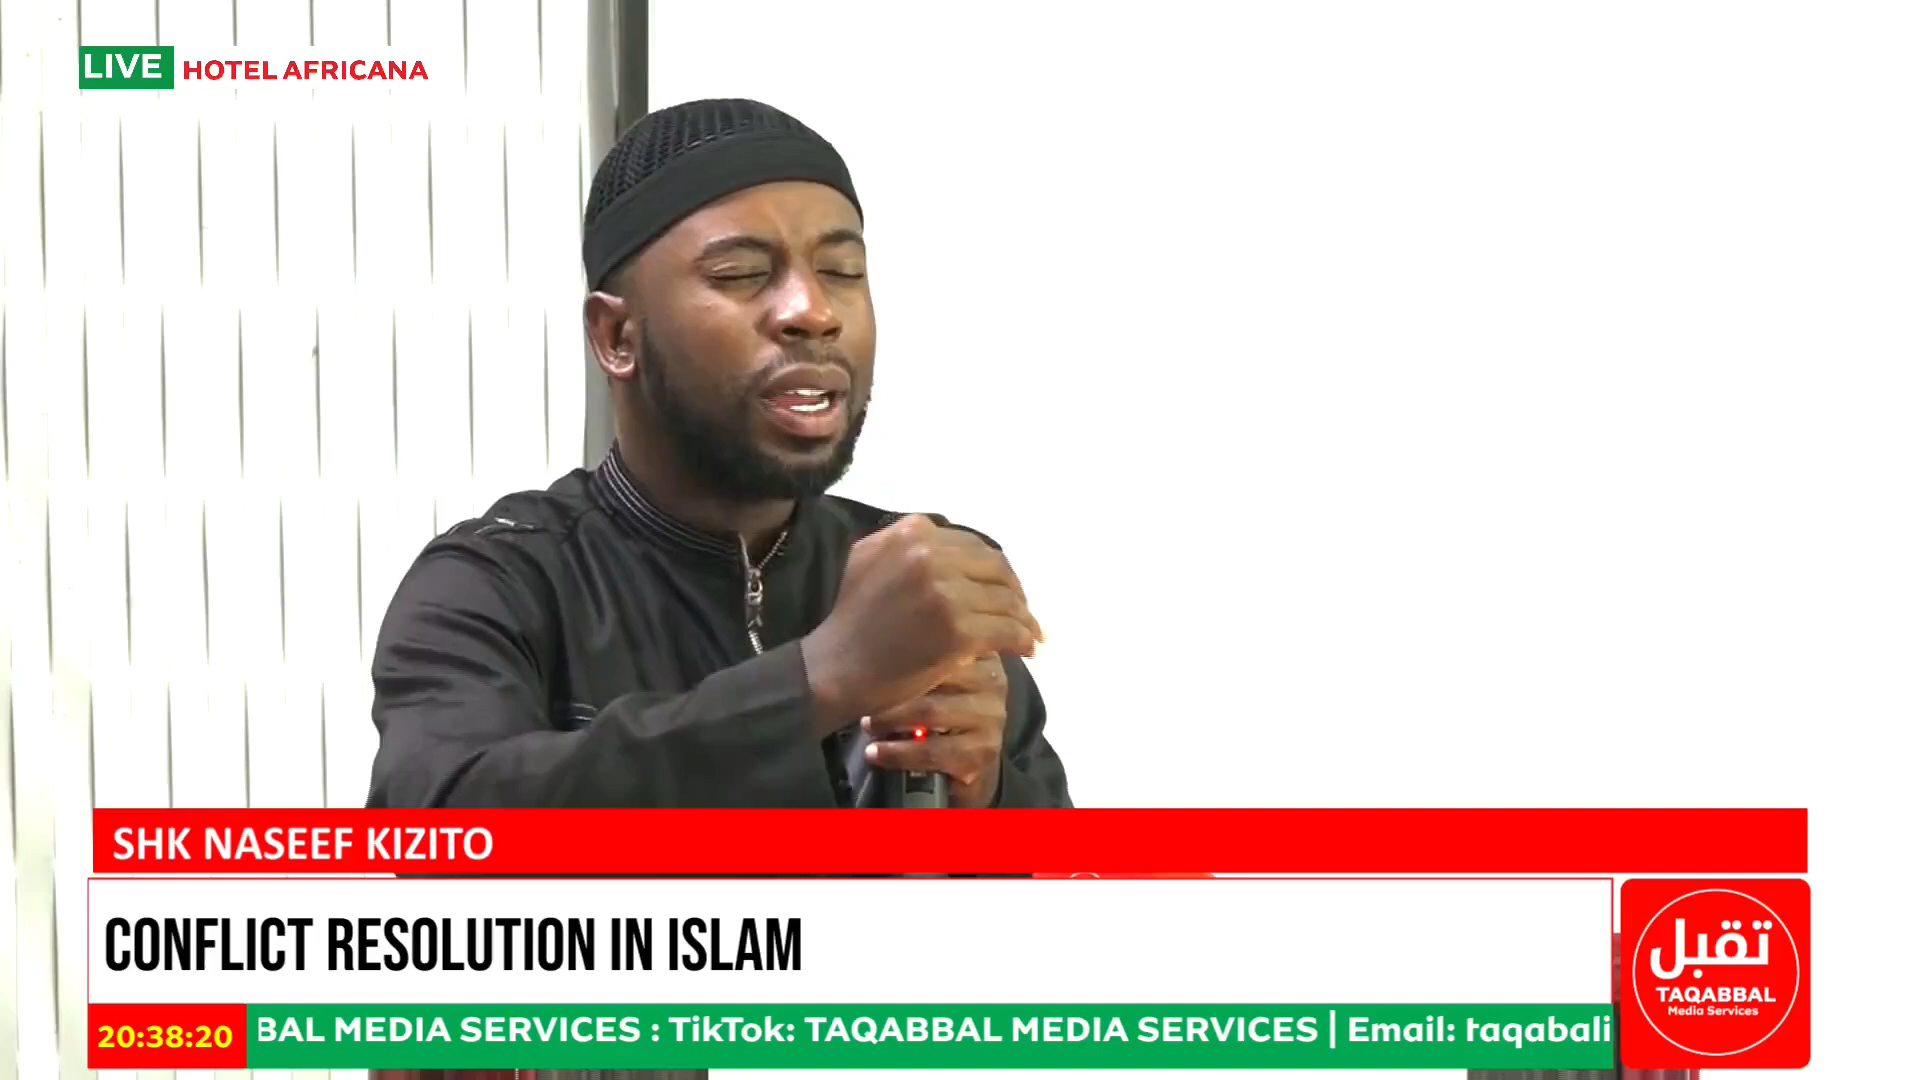 LIVE HOTEL AFRICANA
SHK NASEEF KIZITO
CONFLICT RESOLUTION IN ISLAM
تقبل
TAQABBAL
Media Services
20:38:20 BAL MEDIA SERVICES : TikTok: TAQABBAL MEDIA SERVICES | Email: taqabali